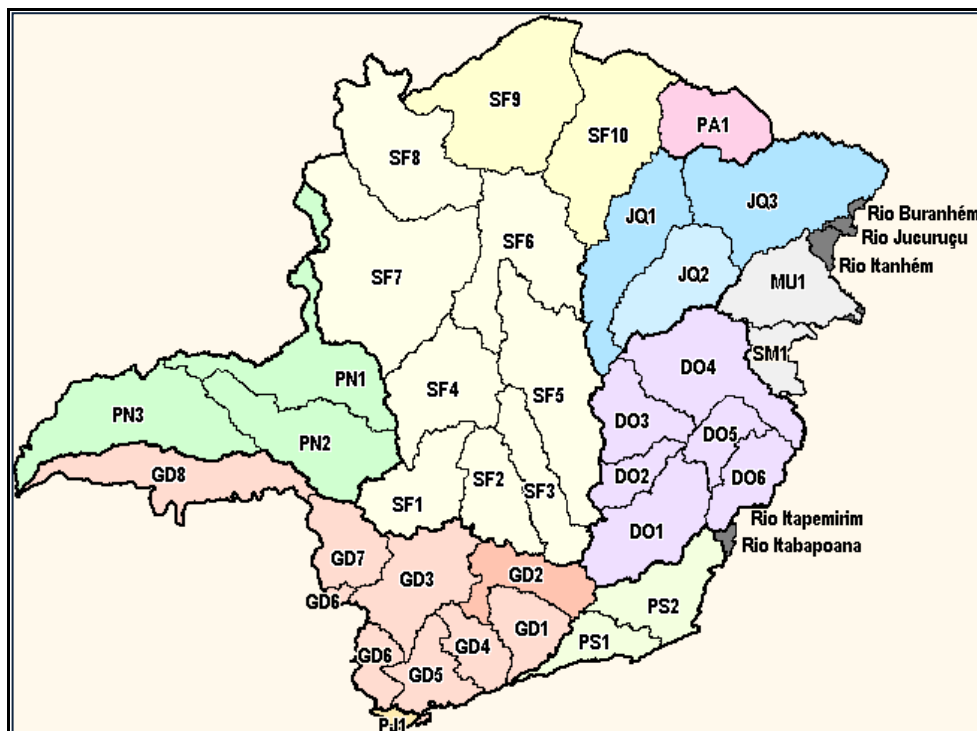 SF9
PA1
SF10
SF8
JQ3
JQ1
Rio Buranhém
SF6
Rio Jucuruçu
Rio Itanhém
SF7
JQ2
MU1
SM1
DO4
PN1
SF4
SF5
PN3
DO3
PN2
DO5
GD8
DO2
DO6
SF2
SF3
SF1
Rio Itapemirim
DO1
Rio Itabapoana
GD7
GD3
GD2
GD6
PS2
GD1
GD4
PS1
GD6
GD5
PJ1